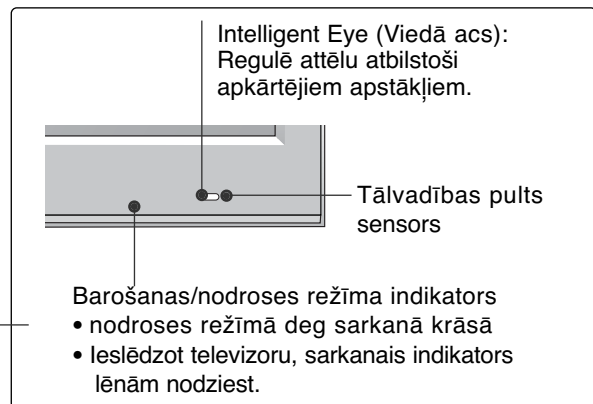 Intelligent Eye (Viedā acs):
Regulē attēlu atbilstoši
apkārtējiem apstākļiem.
Tālvadības pults
sensors
Barošanas/nodroses režīma indikators
• nodroses režīmā deg sarkanā krāsā
• Ieslēdzot televizoru, sarkanais indikators
lēnām nodziest.